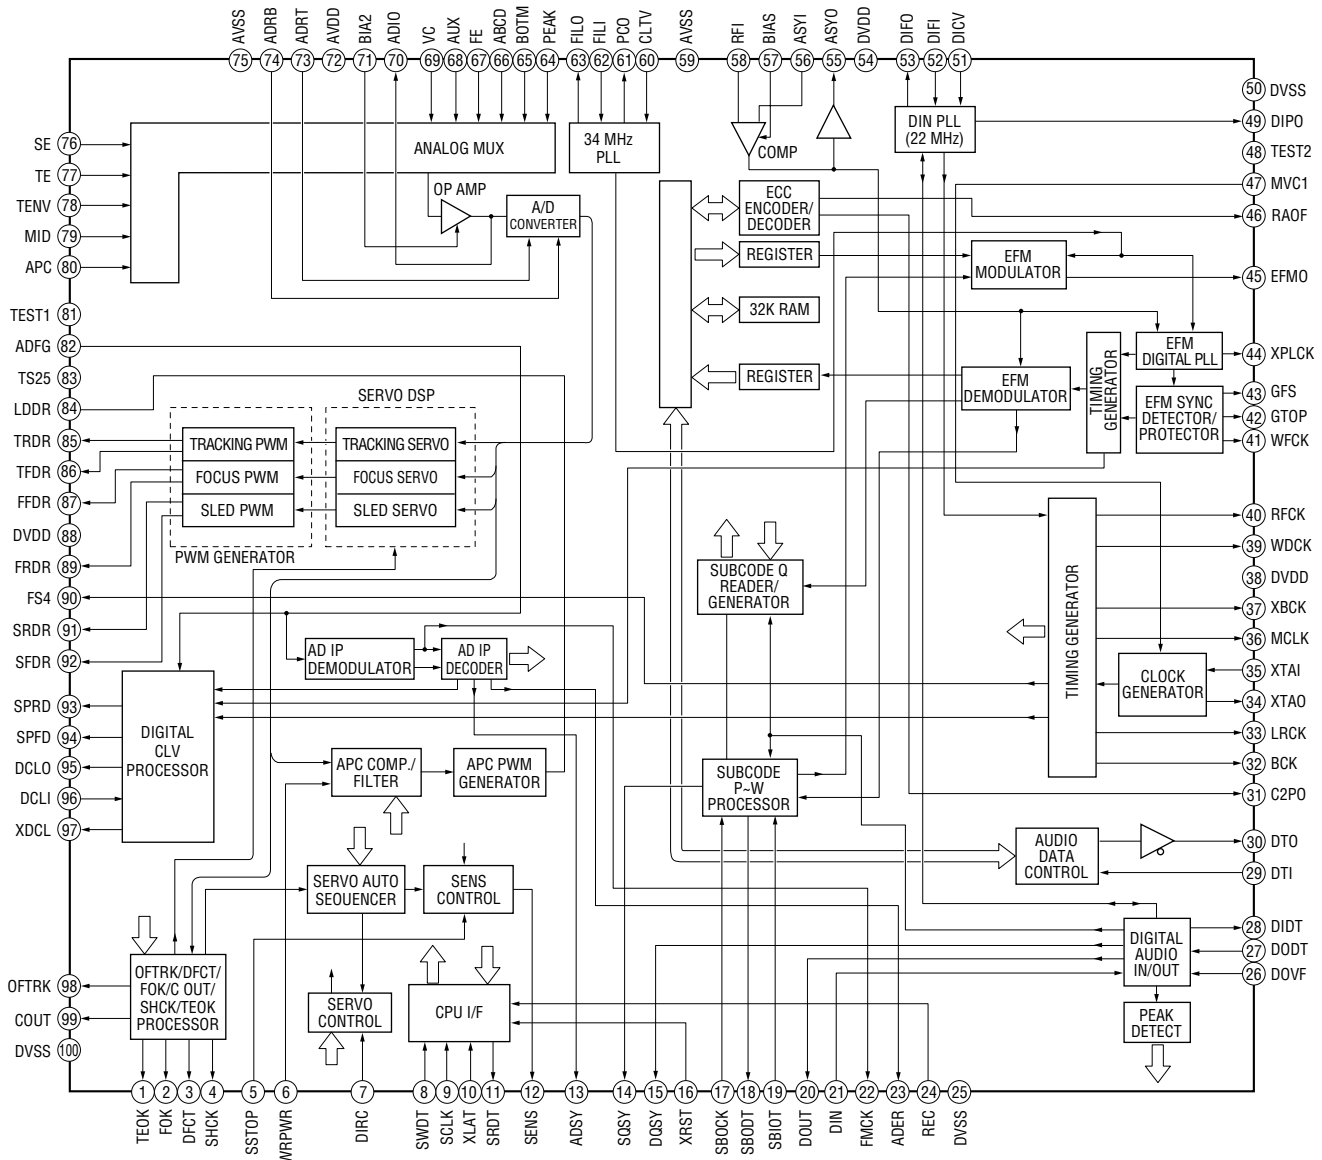 AVSS
ADRB
ADRT
AVDD
BIA2
ADIO
VC
AUX
FE
ABCD
BOTM
PEAK
FILO
FILI
PCO
CLTV
AVSS
RFI
BIAS
ASYI
ASYO
DVDD
DIFO
DIFI
DICV
75
74
73
72
71
70
69
68
67
66
65
64
63
62
61
60
59
58
57
56
55
54
53
52
51
SE 76
TE 77
TENV 78
MID 79
APC 80
TEST1 81
ADFG 82
TS25 83
LDDR 84
TRDR 85
TFDR 86
FFDR 87
DVDD 88
FRDR 89
FS4 90
SRDR 91
SFDR 92
SPRD 93
SPFD 94
DCLO 95
DCLI 96
XDCL 97
OFTRK 98
COUT 99
DVSS 100
ANALOG MUX
34 MHz
PLL
COMP
DIN PLL
(22 MHz)
OP AMP
A/D
CONVERTER
ECC
ENCODER/
DECODER
REGISTER
EFM
MODULATOR
32K RAM
EFM
DIGITAL PLL
REGISTER
EFM
DEMODULATOR
TIMING
GENERATOR
EFM SYNC
DETECTOR/
PROTECTOR
SERVO DSP
TRACKING PWM
TRACKING SERVO
FOCUS PWM
FOCUS SERVO
SLED PWM
SLED SERVO
PWM GENERATOR
SUBCODE Q
READER/
GENERATOR
TIMING GENERATOR
AD IP
DEMODULATOR
AD IP
DECODER
CLOCK
GENERATOR
DIGITAL
CLV
PROCESSOR
APC COMP./
FILTER
APC PWM
GENERATOR
SUBCODE
P~W
PROCESSOR
AUDIO
DATA
CONTROL
SERVO AUTO
SEQUENCER
SENS
CONTROL
OFTRK/DFCT/
FOK/C OUT/
SHCK/TEOK
PROCESSOR
SERVO
CONTROL
CPU I/F
DIGITAL
AUDIO
IN/OUT
PEAK
DETECT
50 DVSS
49 DIPO
48 TEST2
47 MVC1
46 RAOF
45 EFMO
44 XPLCK
43 GFS
42 GTOP
41 WFCK
40 RFCK
39 WDCK
38 DVDD
37 XBCK
36 MCLK
35 XTAI
34 XTAO
33 LRCK
32 BCK
31 C2PO
30 DTO
29 DTI
28 DIDT
27 DODT
26 DOVF
1
2
3
4
5
6
7
8
9
10
11
12
13
14
15
16
17
18
19
20
21
22
23
24
25
TEOK
FOK
DFCT
SHCK
SSTOP
WRPWR
DIRC
SWDT
SCLK
XLAT
SRDT
SENS
ADSY
SQSY
DQSY
XRST
SBOCK
SBODT
SBIOT
DOUT
DIN
FMCK
ADER
REC
DVSS